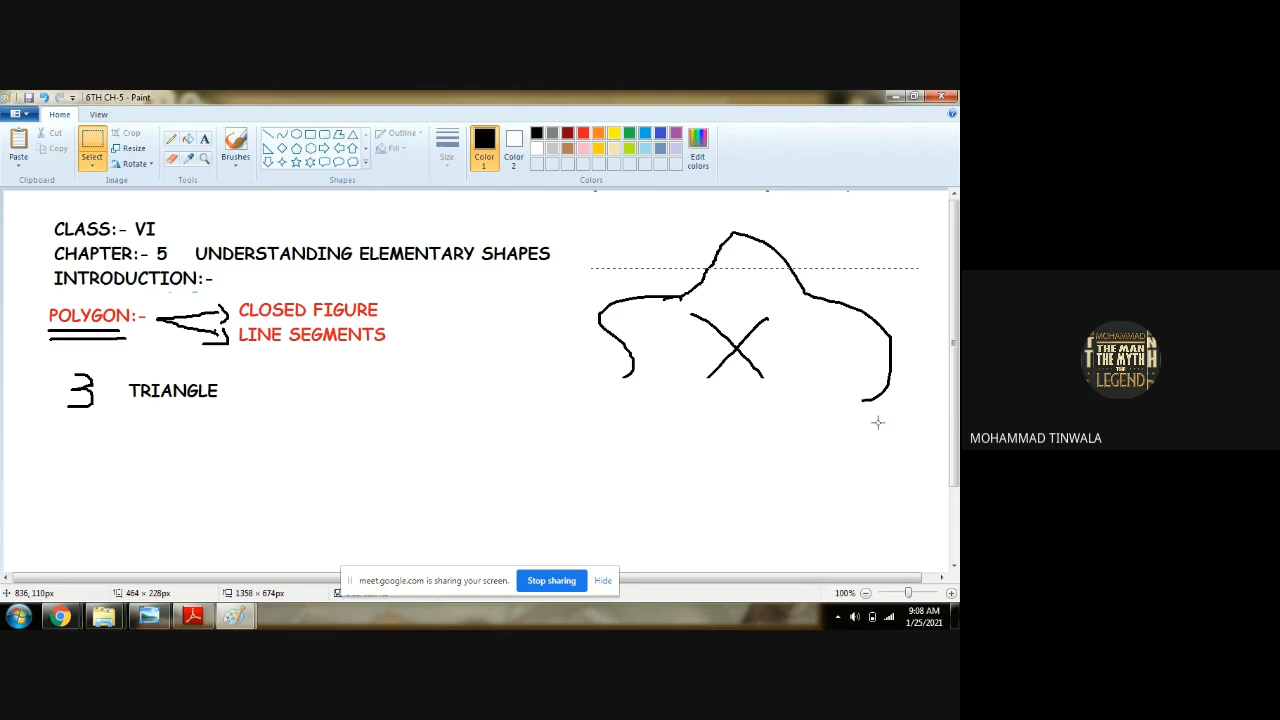 6TH CH-5 - Paint
Home
View
Paste
Cut
Copy
Clipboard
Select
Crop
Resize
Rotate
Image
A
Tools
Brushes
Outline
Fill
Shapes
Size
Color
1
Color
2
Edit
colors
Colors
CLASS:- VI
CHAPTER:- 5 UNDERSTANDING ELEMENTARY SHAPES
INTRODUCTION:-
POLYGON:- CLOSED FIGURE
LINE SEGMENTS
3 TRIANGLE
meet.google.com is sharing your screen.
Stop sharing
Hide
836, 110px
464 × 228px
1358 × 674px
100%
9:08 AM
1/25/2021
MOHAMMAD
THE MAN
THE MYTH
THE
LEGEND
MOHAMMAD TINWALA